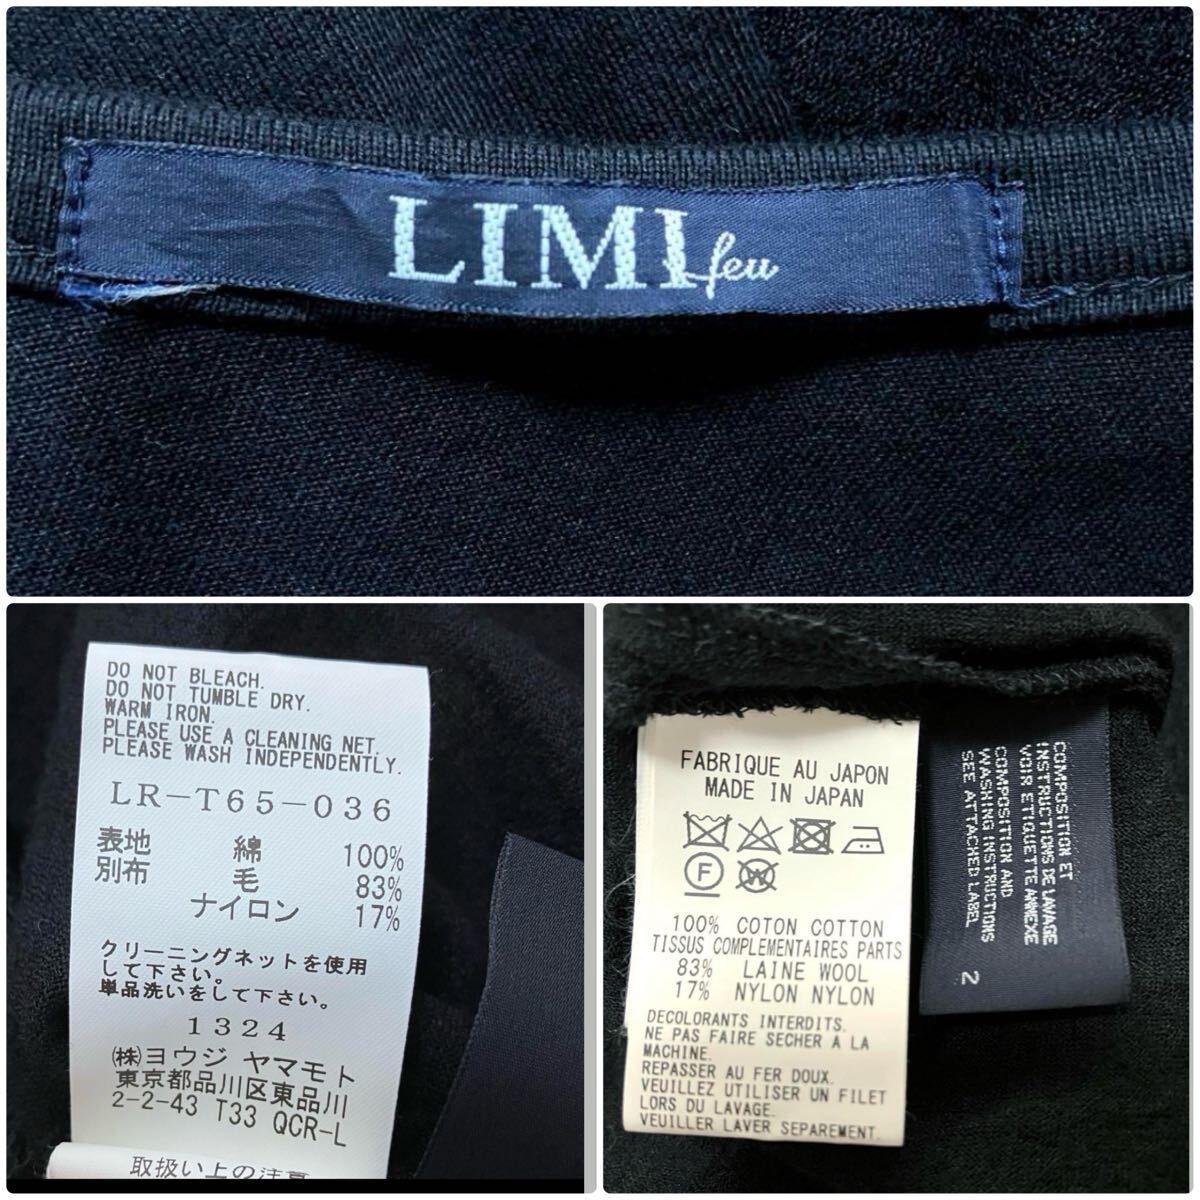 LIMI feu
DO NOT BLEACH.
DO NOT TUMBLE DRY.
WARM IRON.
PLEASE USE A CLEANING NET.
PLEASE WASH INDEPENDENTLY.
LR-T65-036
表地 綿 100%
別布 毛 83%
ナイロン 17%
クリーニングネットを使用
して下さい。
単品洗いをして下さい。
1324
(株)ヨウジ ヤマモト
東京都品川区東品川
2-2-43 T33 QCR-L
取扱い上の注意
FABRIQUE AU JAPON
MADE IN JAPAN
F
W
100% COTON COTTON
TISSUS COMPLEMENTAIRES PARTS
83% LAINE WOOL
17% NYLON NYLON
DECOLORANTS INTERDITS.
NE PAS FAIRE SECHER A LA
MACHINE.
REPASSER AU FER DOUX.
VEUILLEZ UTILISER UN FILET
LORS DU LAVAGE.
VEUILLER LAVER SEPAREMENT.
COMPOSITION ET
INSTRUCTIONS DE LAVAGE
VOIR ETIQUETTE ANNEXE
COMPOSITION AND
WASHING INSTRUCTIONS
SEE ATTACHED LABEL
2